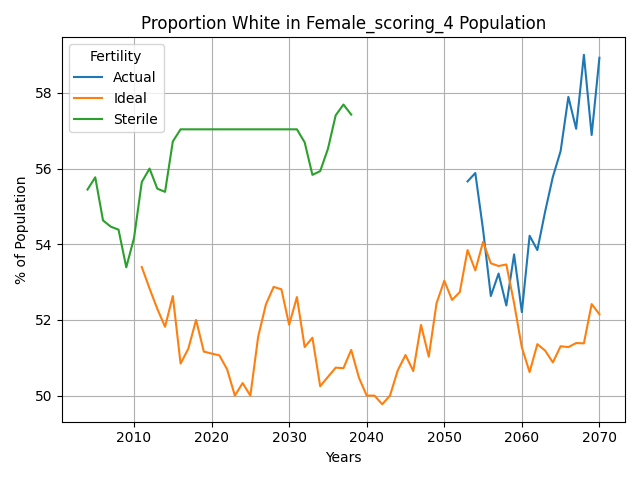 Proportion White in Female_scoring_4 Population
Fertility
Actual
Ideal
Sterile
% of Population
58
56
54
52
50
2010 2020 2030 2040 2050 2060 2070
Years